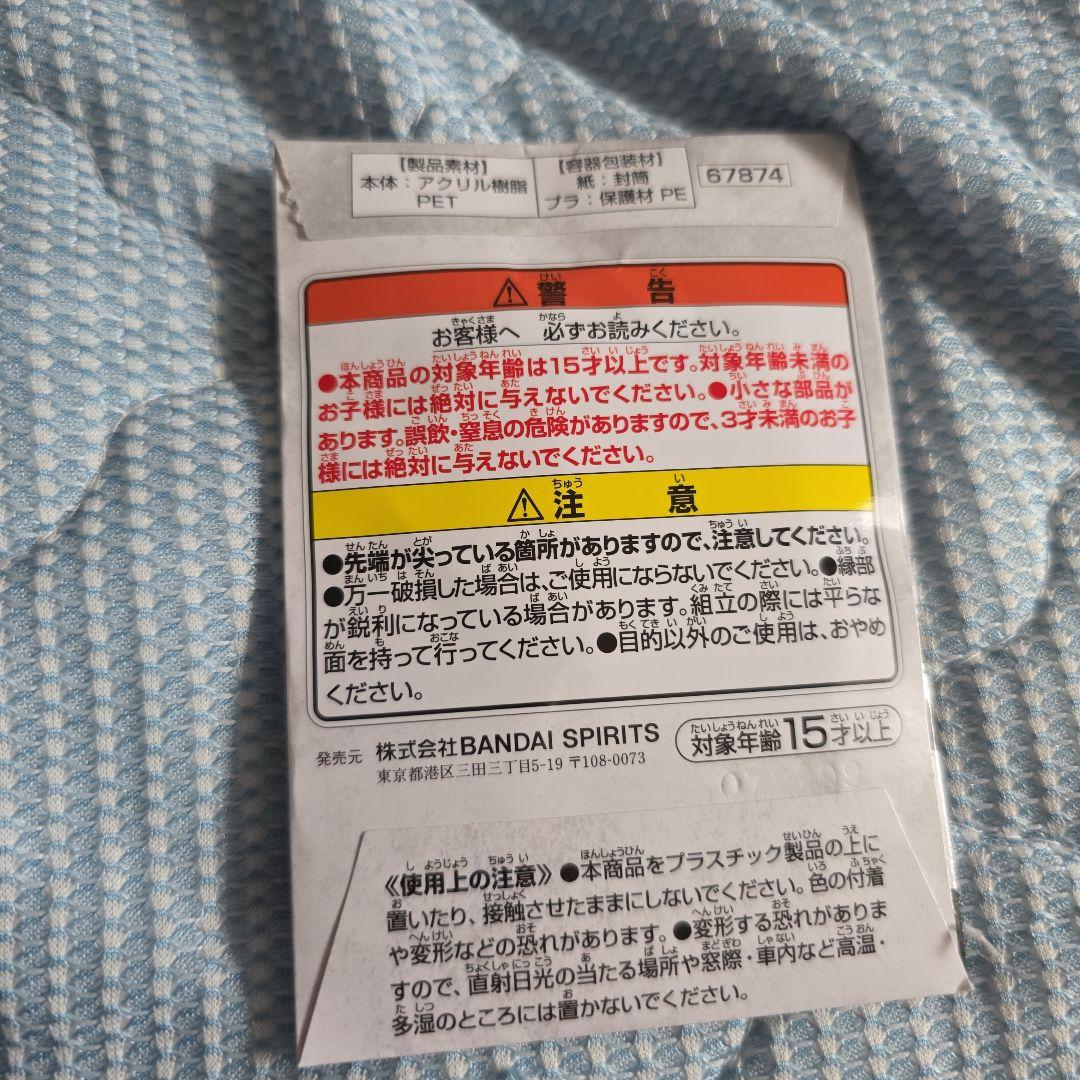 【製品素材】
本体：アクリル樹脂
PET
【容器包装材】
紙：封筒
プラ：保護材 PE
67874
⚠警告
お客様へ 必ずお読みください。
●本商品の対象年齢は15才以上です。対象年齢未満の
お子様には絶対に与えないでください。●小さな部品が
あります。誤飲・窒息の危険がありますので、3才未満のお子
様には絶対に与えないでください。
⚠注意
●先端が尖っている箇所がありますので、注意してください。
●万一破損した場合は、ご使用にならないでください。●縁部
が鋭利になっている場合があります。組立の際には平らな
面を持って行ってください。●目的以外のご使用は、おやめ
ください。
発売元 株式会社BANDAI SPIRITS
東京都港区三田三丁目5-19 〒108-0073
対象年齢15才以上
《使用上の注意》●本商品をプラスチック製品の上に
置いたり、接触させたままにしないでください。色の付着
や変形などの恐れがあります。●変形する恐れがありま
すので、直射日光の当たる場所や窓際・車内など高温・
多湿のところには置かないでください。